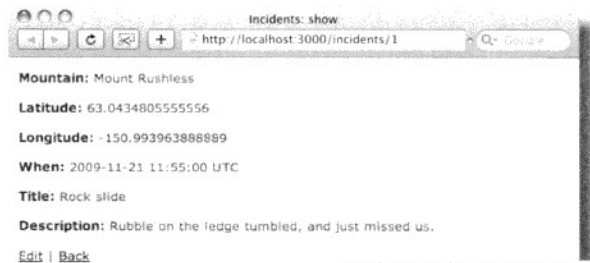 Incidents: show
http://localhost:3000/incidents/1
Mountain: Mount Rushless
Latitude: 63.0434805555556
Longitude: -150.993963888889
When: 2009-11-21 11:55:00 UTC
Title: Rock slide
Description: Rubble on the ledge tumbled, and just missed us.
Edit | Back